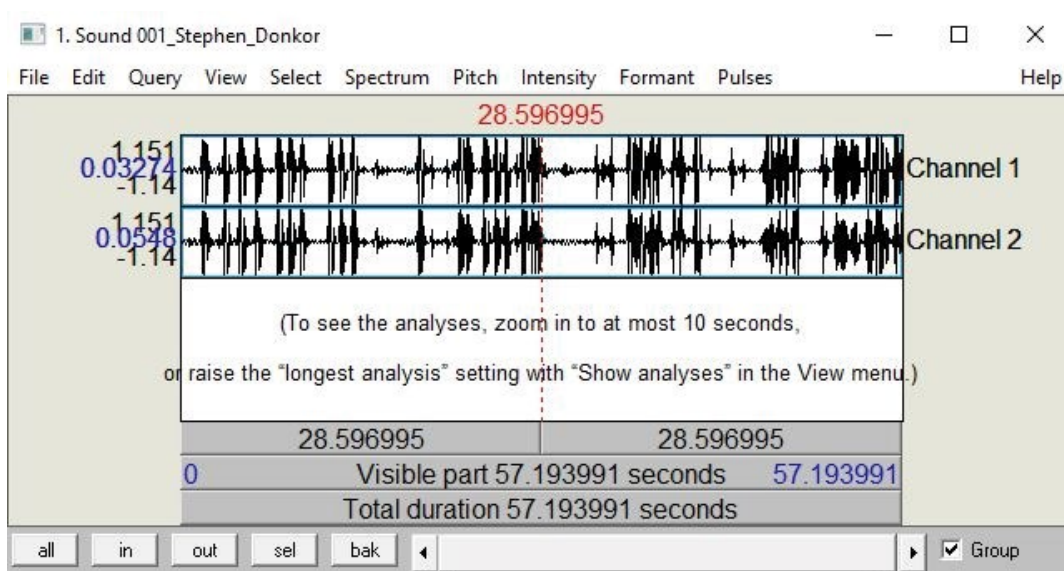 1. Sound 001_Stephen_Donkor
File Edit Query View Select Spectrum Pitch Intensity Formant Pulses Help
28.596995
1.151
0.03274
-1.14
Channel 1
1.151
0.0548
-1.14
Channel 2
(To see the analyses, zoom in to at most 10 seconds,
or raise the “longest analysis” setting with “Show analyses” in the View menu.)
28.596995 28.596995
0 Visible part 57.193991 seconds 57.193991
Total duration 57.193991 seconds
all in out sel bak Group